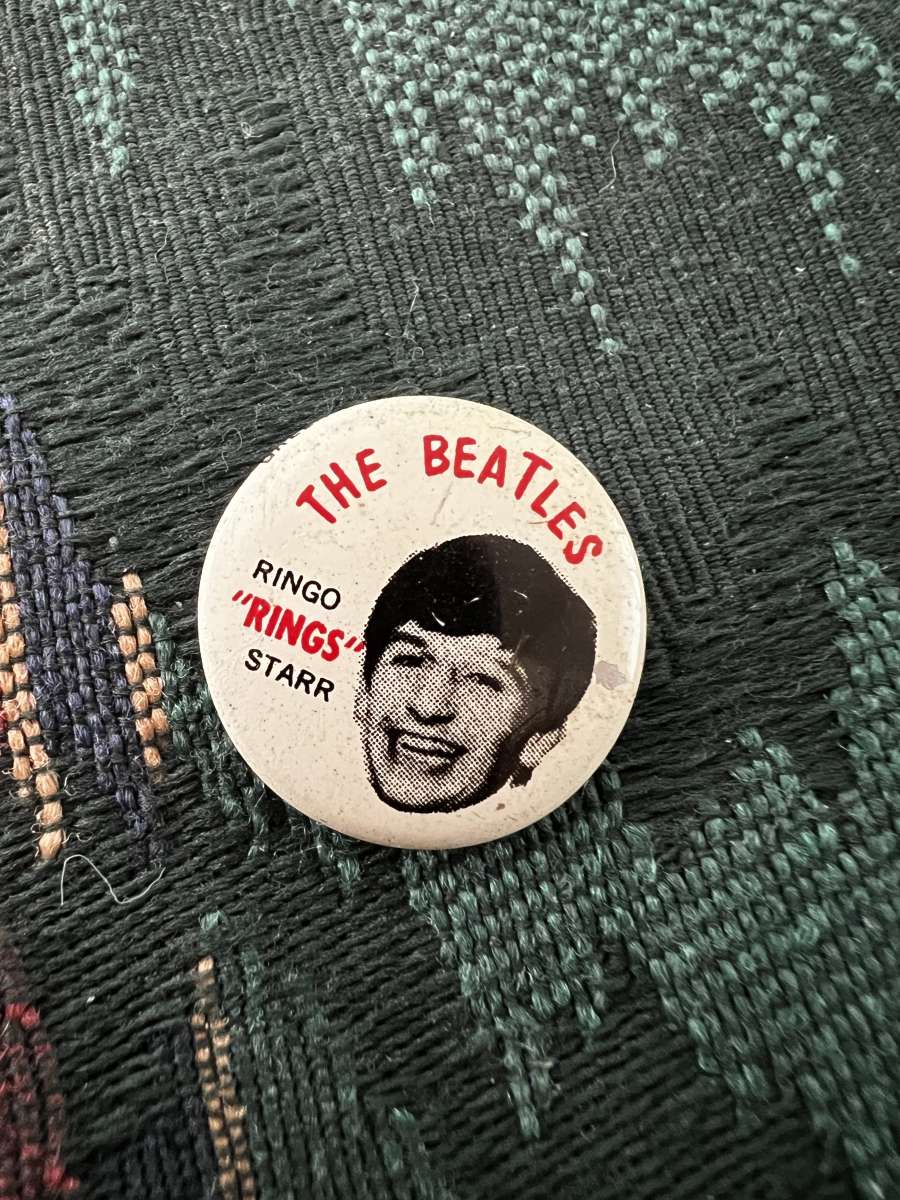 THE BEATLES
RINGO
"RINGS"
STARR